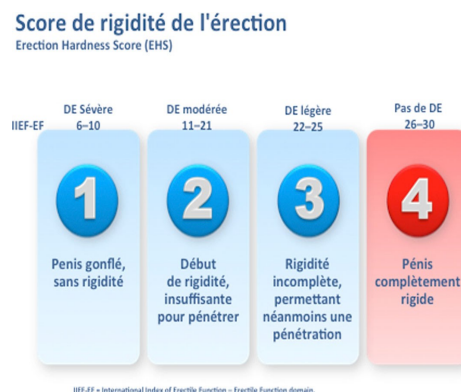 Score de rigidité de l'érection
Erection Hardness Score (EHS)
DE Sévère
DE modérée
DE légère
Pas de DE
IIEF-EF
6–10
11–21
22–25
26–30
1
2
3
4
Penis gonflé,
sans rigidité
Début
de rigidité,
insuffisante
pour pénétrer
Rigidité
incomplète,
permettant
néanmoins une
pénétration
Pénis
complètement
rigide
IIEF-EF = International Index of Erectile Function – Erectile Function domain.